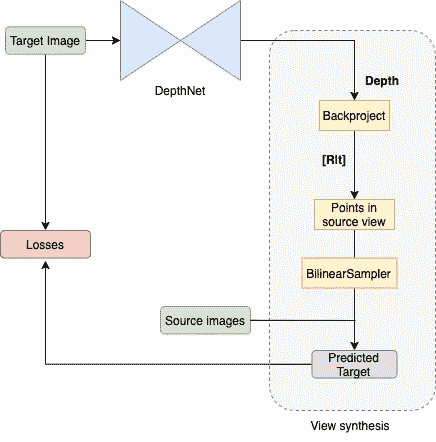 Target Image
DepthNet
Depth
Backproject
[R|t]
Points in
source view
Losses
BilinearSampler
Source images
Predicted
Target
View synthesis